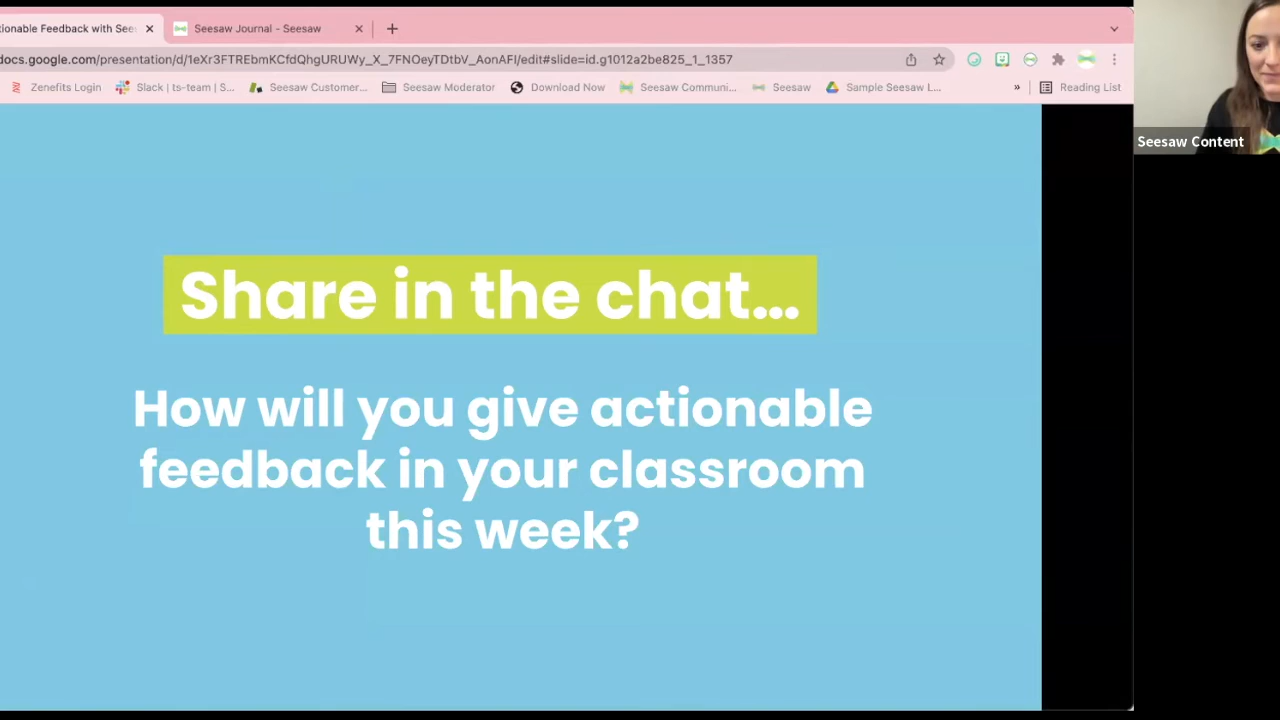 tionable Feedback with Sees
Seesaw Journal - Seesaw
docs.google.com/presentation/d/1eXr3FTREbmKCfdQhgURUWy_X_7FNOeyTDtbV_AonAFI/edit#slide=id.g1012a2be825_1_1357
Zenefits Login
Slack | ts-team | S...
Seesaw Customer...
Seesaw Moderator
Download Now
Seesaw Communi...
Seesaw
Sample Seesaw L...
»
Reading List
Seesaw Content
Share in the chat...
How will you give actionable
feedback in your classroom
this week?